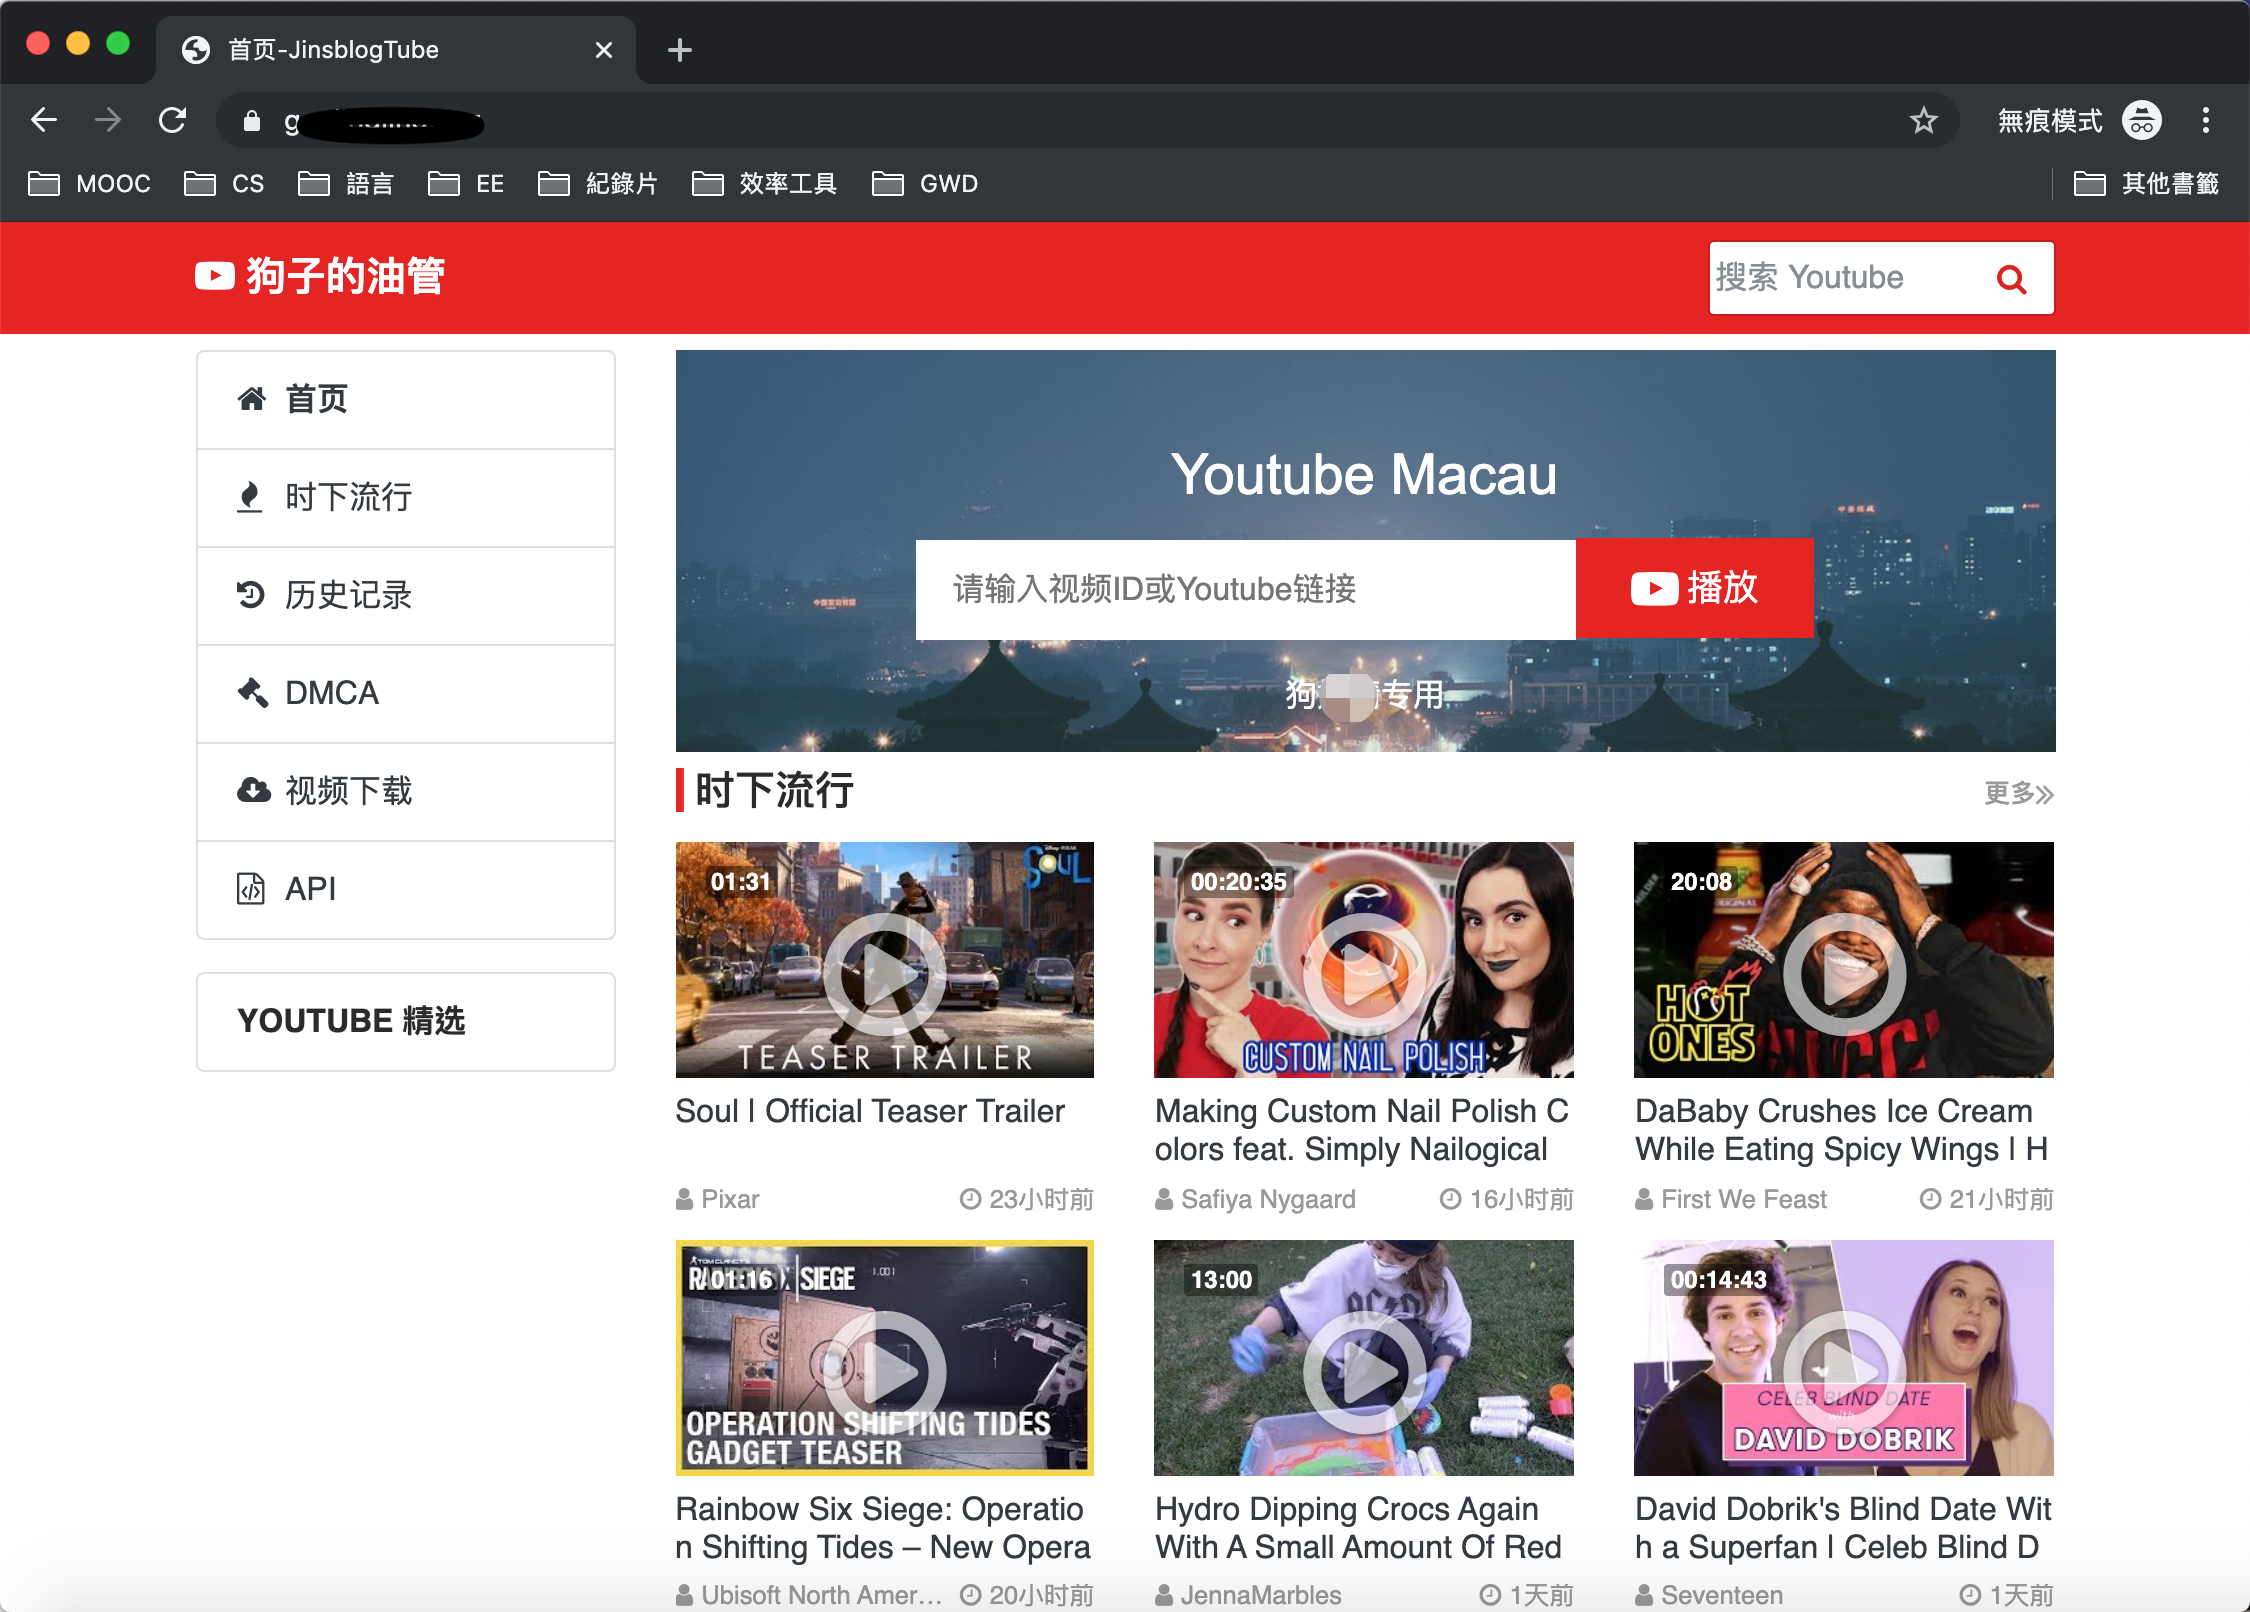 首页-JinsblogTube
無痕模式
MOOC CS 語言 EE 紀錄片 效率工具 GWD 其他書籤
狗子的油管
搜索 Youtube
首页
时下流行
历史记录
DMCA
视频下载
API
YOUTUBE 精选
Youtube Macau
请输入视频ID或Youtube链接
播放
专用
时下流行
更多
01:31
SOUL
TEASER TRAILER
Soul | Official Teaser Trailer
Pixar 23小时前
00:20:35
CUSTOM NAIL POLISH
Making Custom Nail Polish C
olors feat. Simply Nailogical
Safiya Nygaard 16小时前
20:08
ORIGINAL
HOT
ONES
DaBaby Crushes Ice Cream
While Eating Spicy Wings | H
First We Feast 21小时前
01:16
SIEGE
OPERATION SHIFTING TIDES
GADGET TEASER
Rainbow Six Siege: Operatio
n Shifting Tides – New Opera
Ubisoft North Amer... 20小时前
13:00
Hydro Dipping Crocs Again
With A Small Amount Of Red
JennaMarbles 1天前
00:14:43
CELEB BLIND DATE
with
DAVID DOBRIK
David Dobrik's Blind Date Wit
h a Superfan | Celeb Blind D
Seventeen 1天前